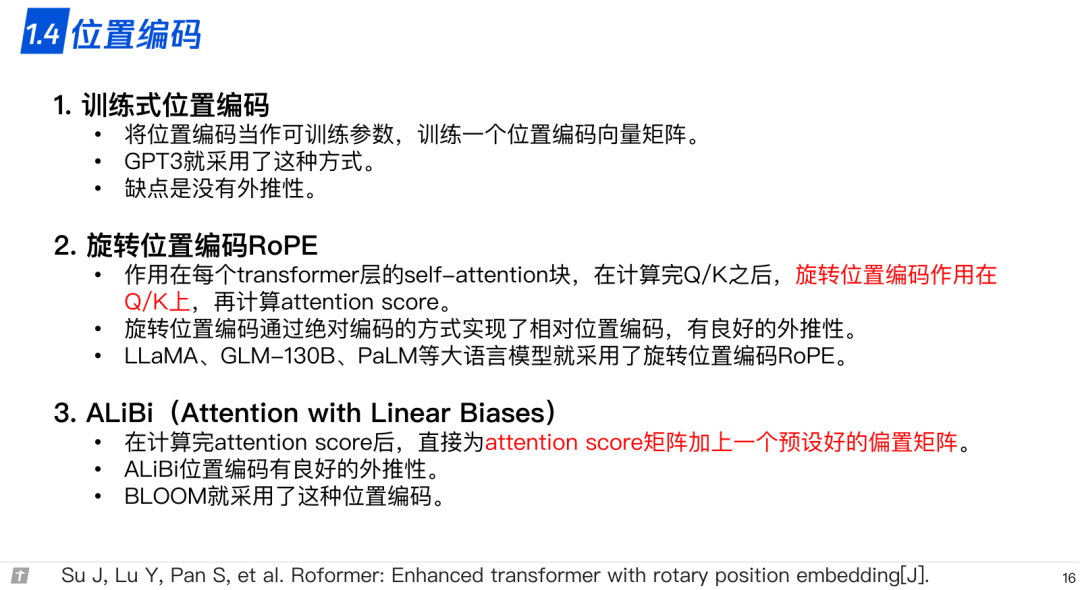 1.4 位置编码
1. 训练式位置编码
• 将位置编码当作可训练参数，训练一个位置编码向量矩阵。
• GPT3就采用了这种方式。
• 缺点是没有外推性。
2. 旋转位置编码RoPE
• 作用在每个transformer层的self-attention块，在计算完Q/K之后，旋转位置编码作用在
Q/K上，再计算attention score。
• 旋转位置编码通过绝对编码的方式实现了相对位置编码，有良好的外推性。
• LLaMA、GLM-130B、PaLM等大语言模型就采用了旋转位置编码RoPE。
3. ALiBi（Attention with Linear Biases）
• 在计算完attention score后，直接为attention score矩阵加上一个预设好的偏置矩阵。
• ALiBi位置编码有良好的外推性。
• BLOOM就采用了这种位置编码。
Su J, Lu Y, Pan S, et al. Roformer: Enhanced transformer with rotary position embedding[J].
16